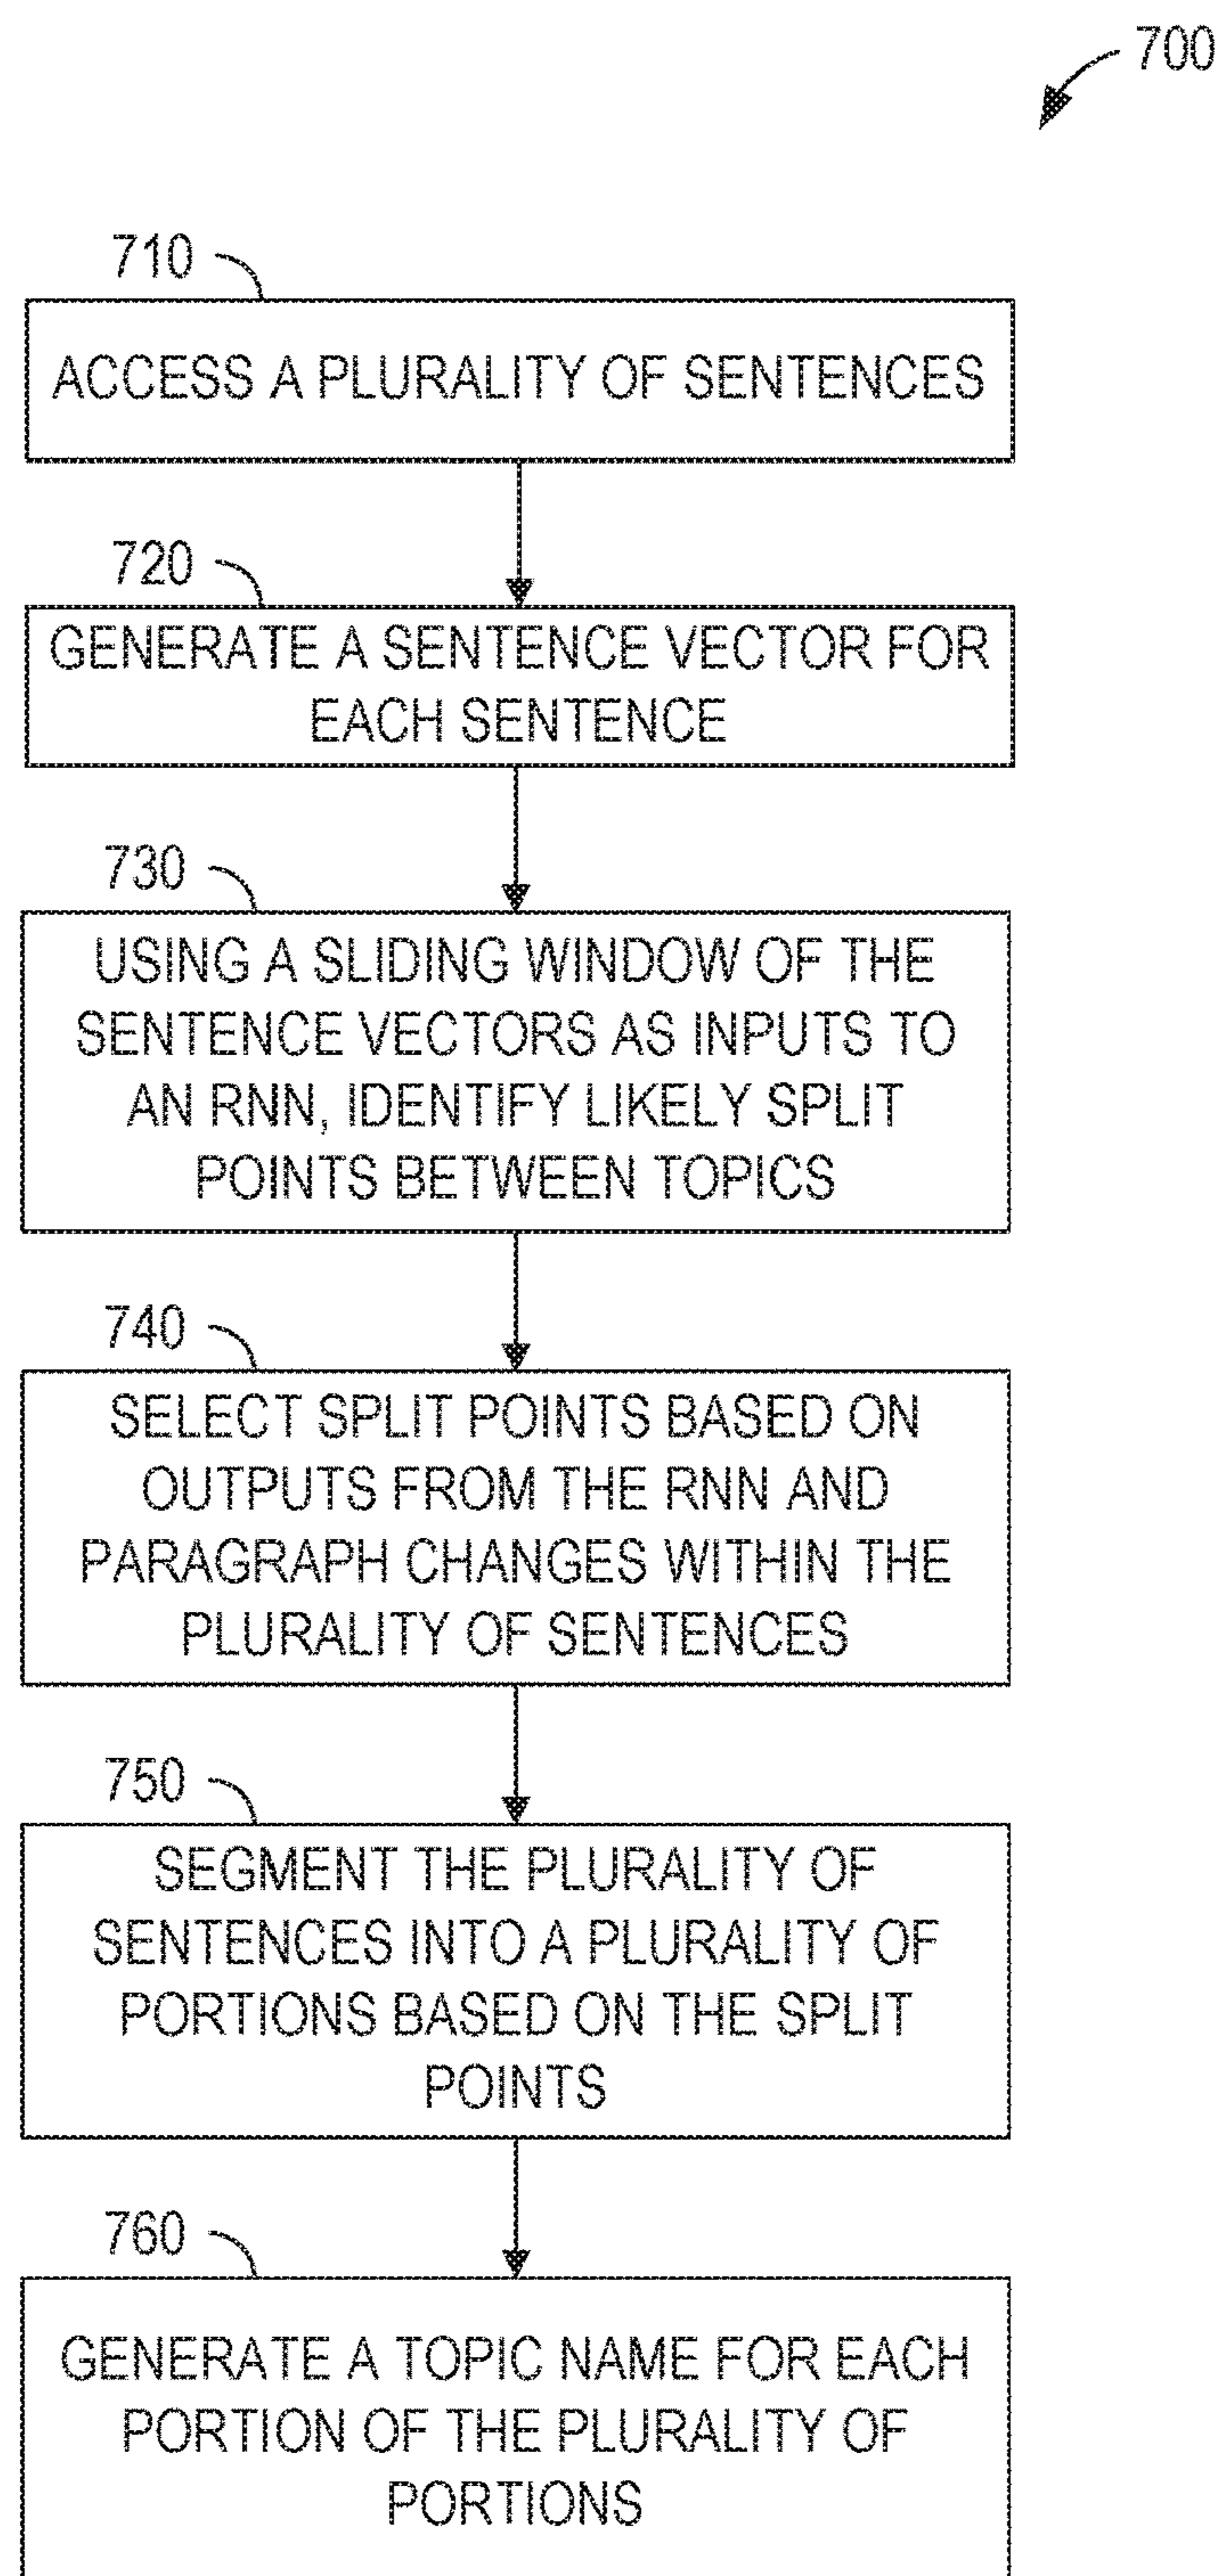 700
710
ACCESS A PLURALITY OF SENTENCES
720
GENERATE A SENTENCE VECTOR FOR
EACH SENTENCE
730
USING A SLIDING WINDOW OF THE
SENTENCE VECTORS AS INPUTS TO
AN RNN, IDENTIFY LIKELY SPLIT
POINTS BETWEEN TOPICS
740
SELECT SPLIT POINTS BASED ON
OUTPUTS FROM THE RNN AND
PARAGRAPH CHANGES WITHIN THE
PLURALITY OF SENTENCES
750
SEGMENT THE PLURALITY OF
SENTENCES INTO A PLURALITY OF
PORTIONS BASED ON THE SPLIT
POINTS
760
GENERATE A TOPIC NAME FOR EACH
PORTION OF THE PLURALITY OF
PORTIONS